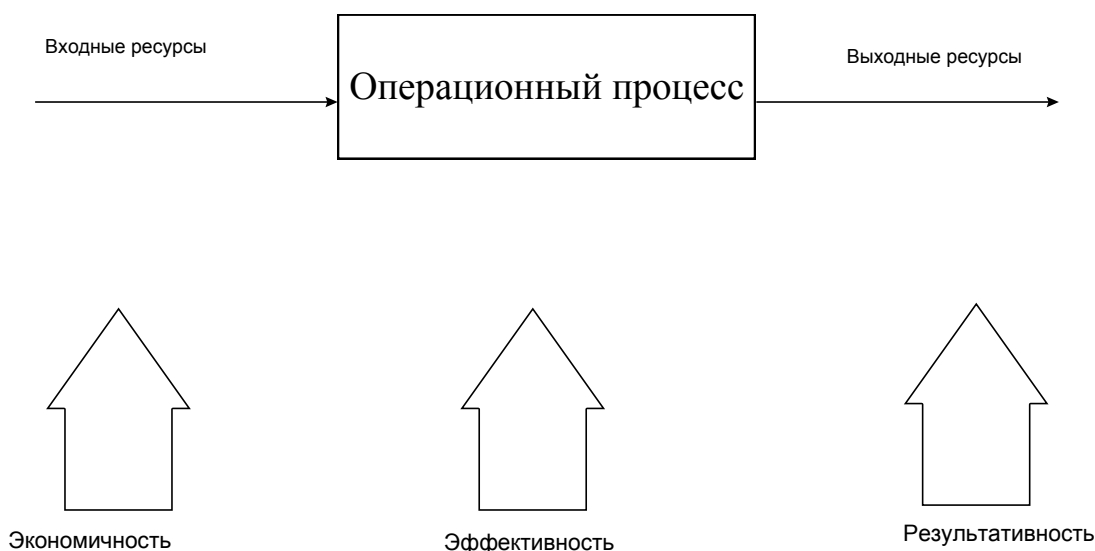 Входные ресурсы
Операционный процесс
Выходные ресурсы
Экономичность
Эффективность
Результативность